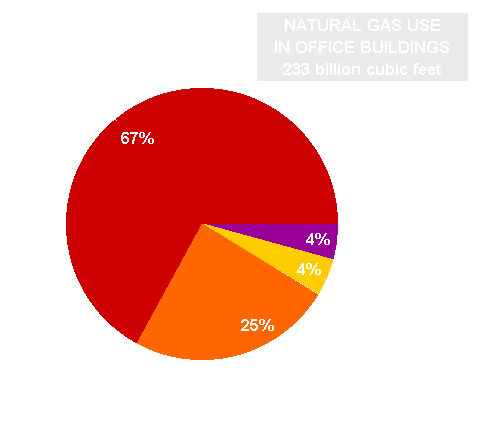 NATURAL GAS USE
IN OFFICE BUILDINGS
233 billion cubic feet
67%
4%
4%
25%